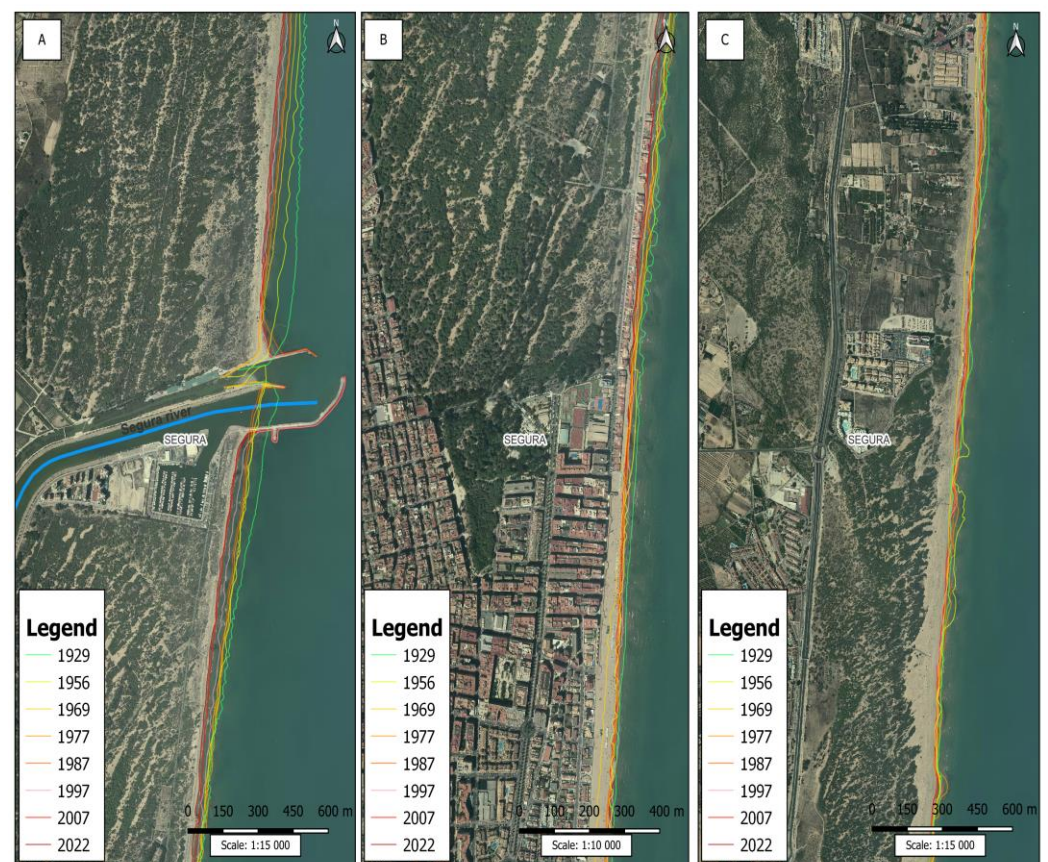 A
N
Segura river
SEGURA
Legend
1929
1956
1969
1977
1987
1997
2007
2022
0 150 300 450 600 m
Scale: 1:15 000
B
N
SEGURA
Legend
1929
1956
1969
1977
1987
1997
2007
2022
0 100 200 300 400 m
Scale: 1:10 000
C
N
SEGURA
Legend
1929
1956
1969
1977
1987
1997
2007
2022
0 150 300 450 600 m
Scale: 1:15 000